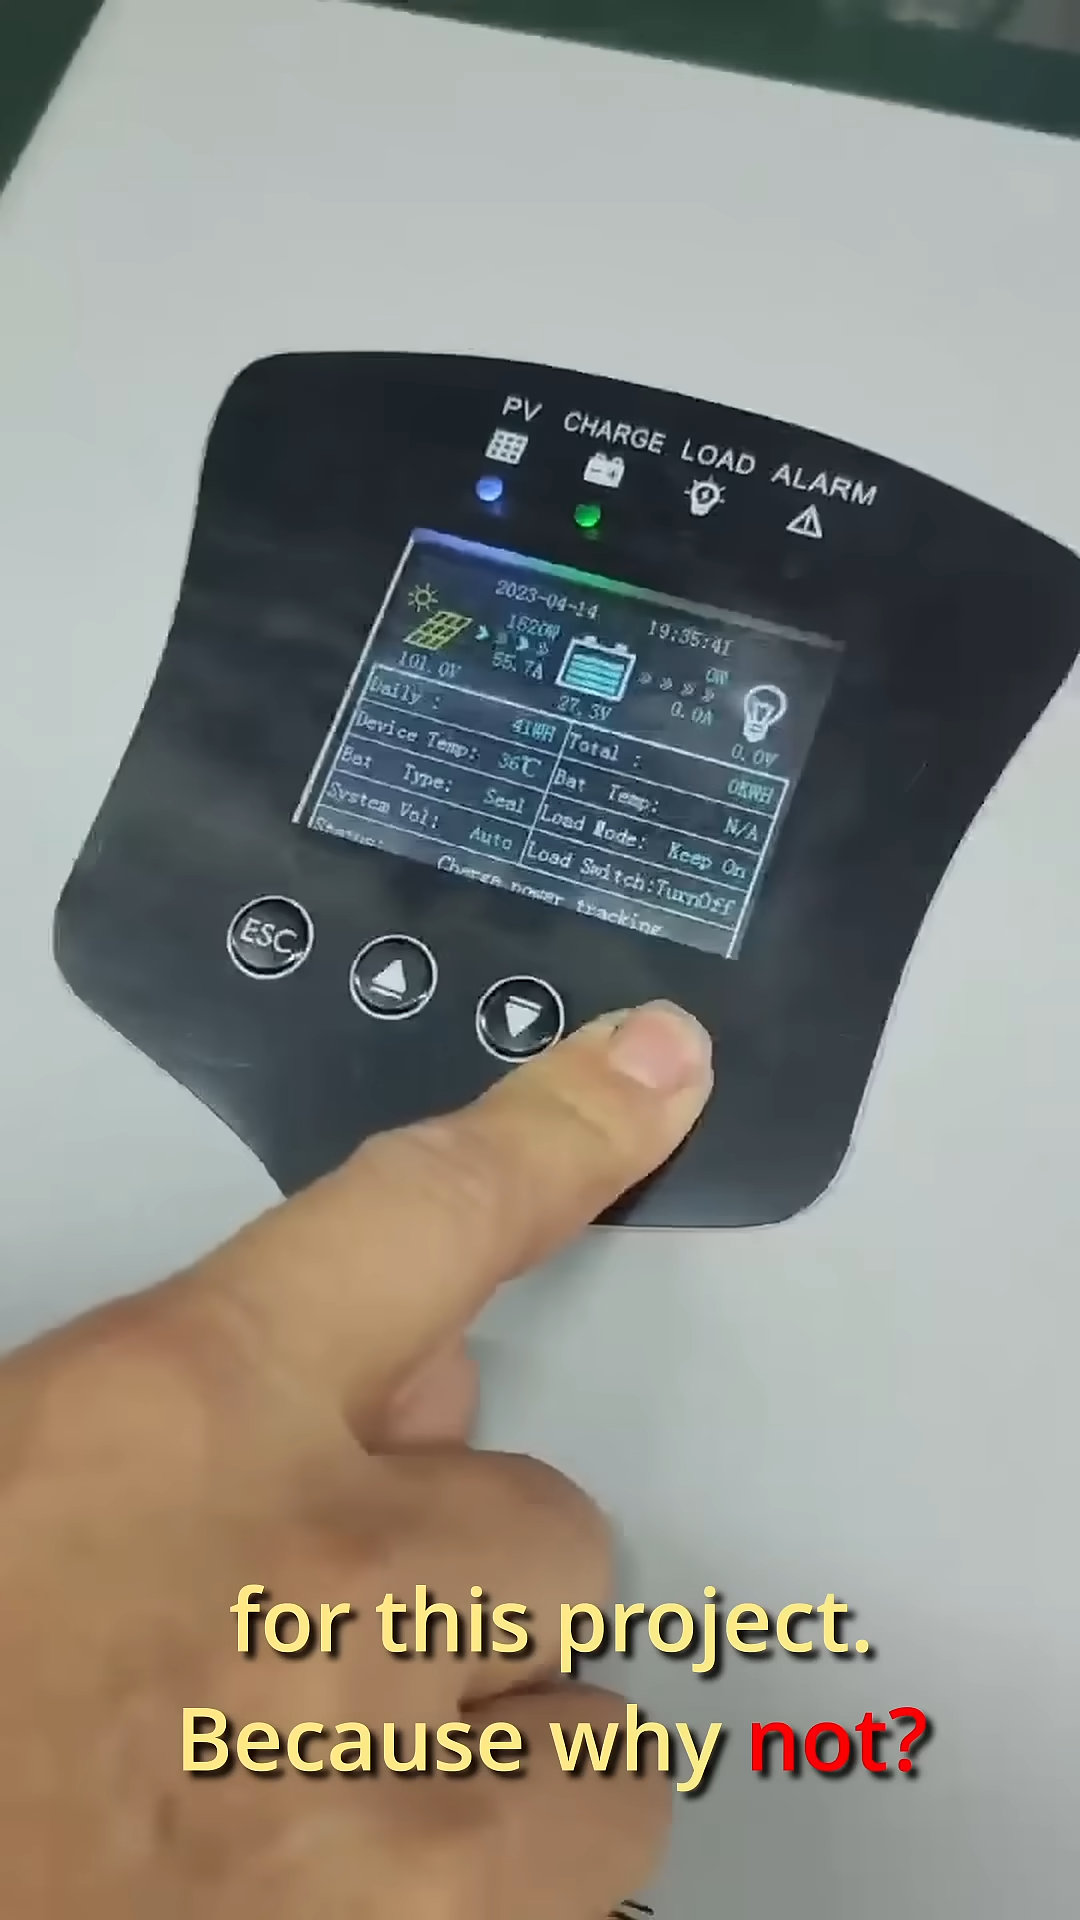 PV CHARGE LOAD ALARM
2023-04-14 19:35:41
1520W 0W
55.7A 0.0A
101.0V 27.3V 0.0V
Daily : 41WH Total : 0KWH
Device Temp: 36℃ Bat Temp: N/A
Bat Type: Seal Load Mode: Keep On
System Vol: Auto Load Switch:TurnOff
Status: Charge power tracking
ESC
for this project.
Because why not?